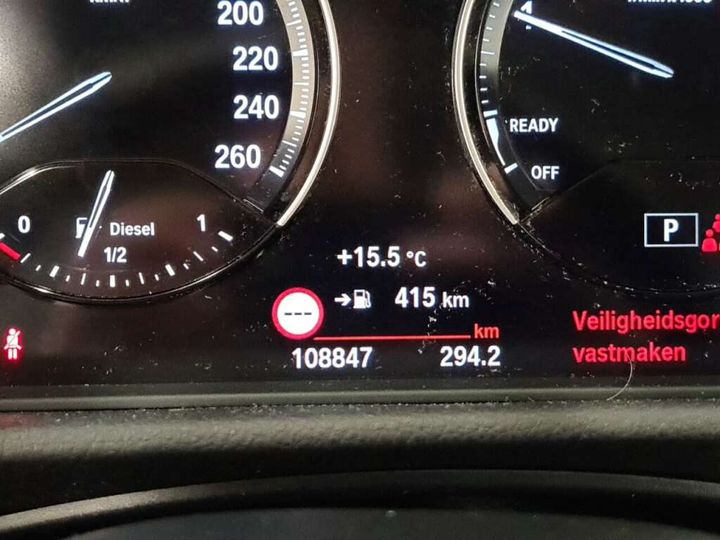 200
220
240
260
1
READY
OFF
0 Diesel 1
1/2
P
+15.5 °C
→ 415 km
---
km
108847 294.2
vastmaken